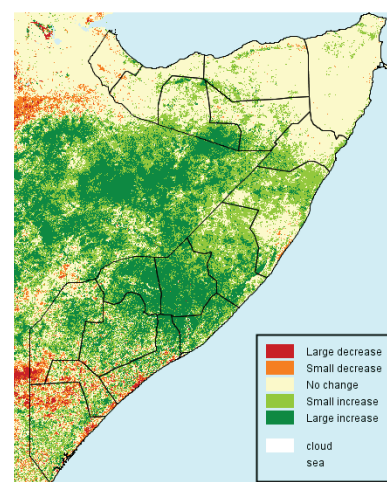 Large decrease
Small decrease
No change
Small increase
Large increase
cloud
sea